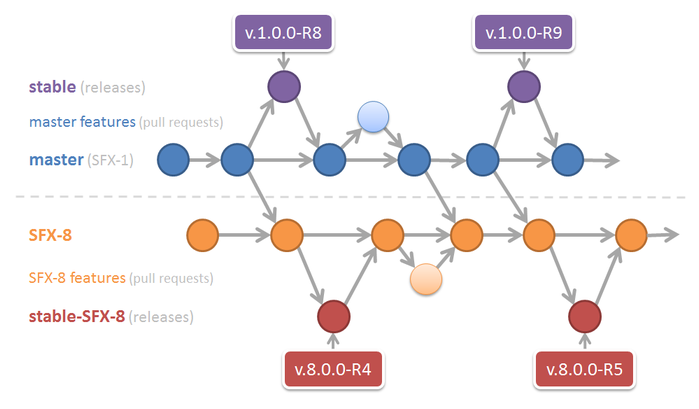 v.1.0.0-R8
v.1.0.0-R9
stable (releases)
master features (pull requests)
master (SFX-1)
SFX-8
SFX-8 features (pull requests)
stable-SFX-8 (releases)
v.8.0.0-R4
v.8.0.0-R5